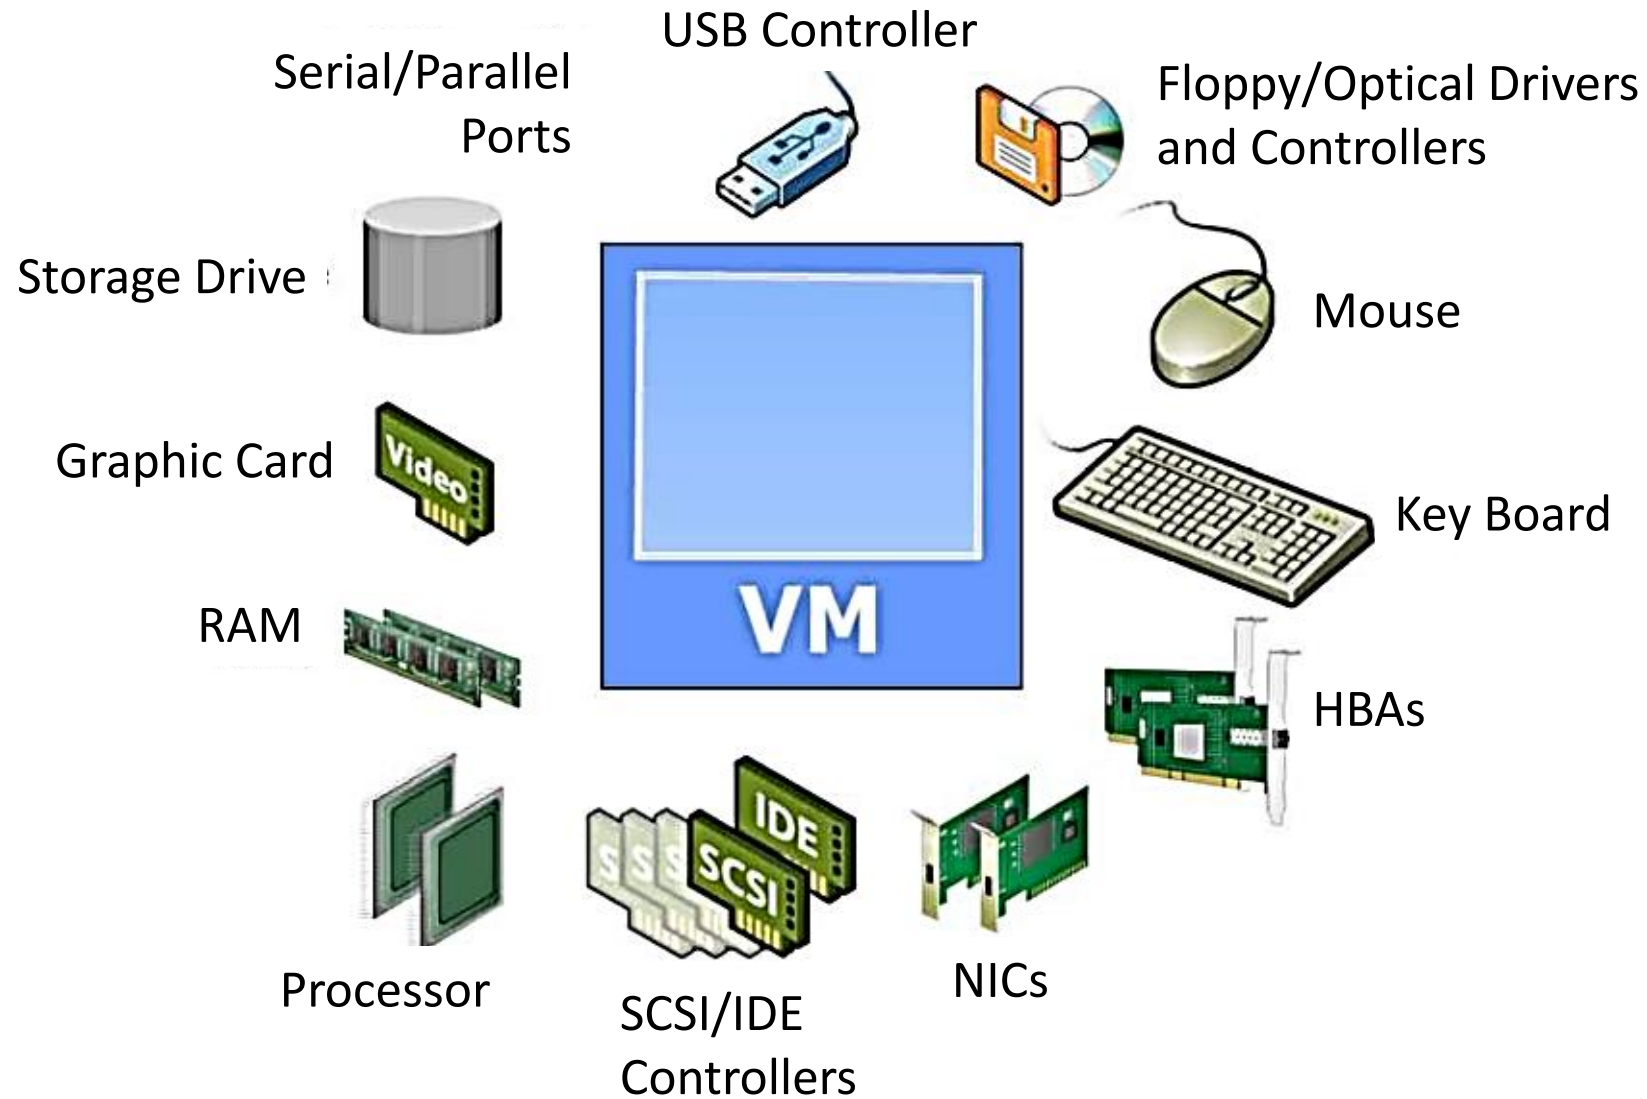 USB Controller
Serial/Parallel
Ports
Floppy/Optical Drivers
and Controllers
Storage Drive
Mouse
Graphic Card
Video
Key Board
VM
RAM
HBAs
IDE
SCSI
S
S
S
Processor
NICs
SCSI/IDE
Controllers